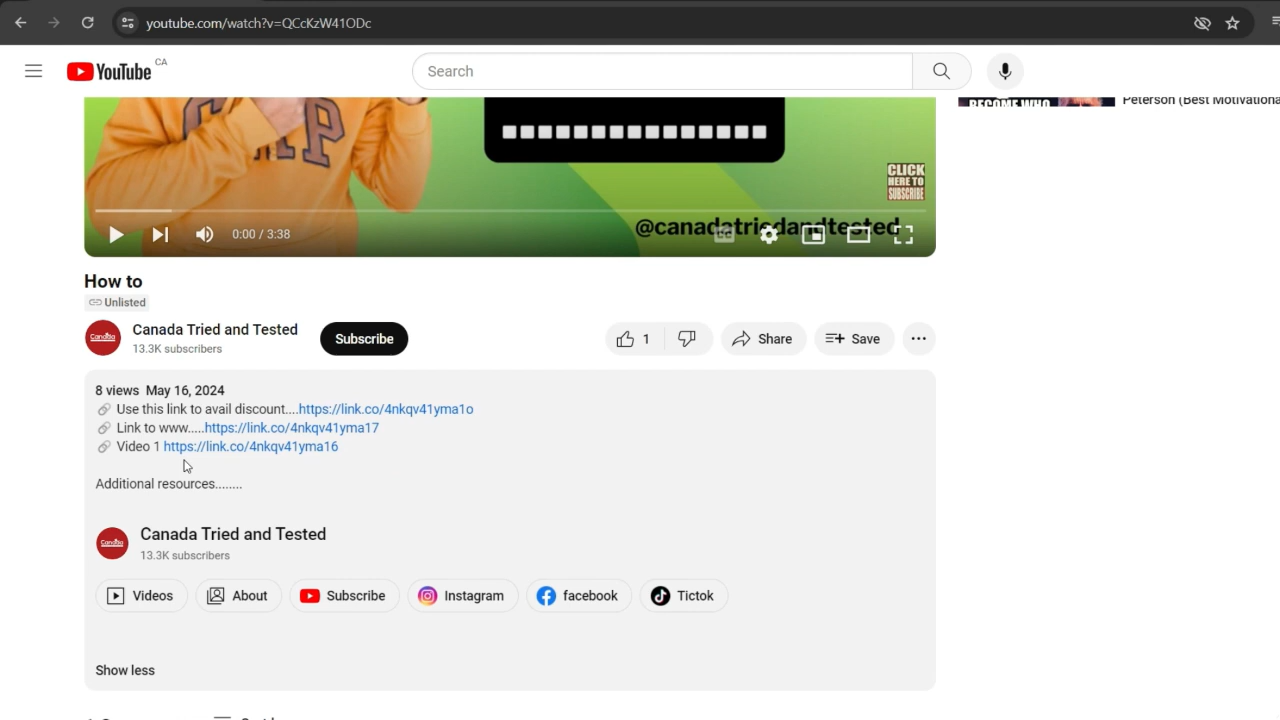 youtube.com/watch?v=QCcKzW41ODc
YouTube CA
Search
BECOME WHO
Peterson (Best Motivationa
CAMP
CLICK
HERE TO
SUBSCRIBE
@canadatriedandtested
0:00 / 3:38
How to
Unlisted
Canada Tried and Tested
13.3K subscribers
Subscribe
1
Share
Save
8 views May 16, 2024
Use this link to avail discount....https://link.co/4nkqv41yma1o
Link to www.....https://link.co/4nkqv41yma17
Video 1 https://link.co/4nkqv41yma16
Additional resources........
Canada Tried and Tested
13.3K subscribers
Videos
About
Subscribe
Instagram
facebook
Tictok
Show less